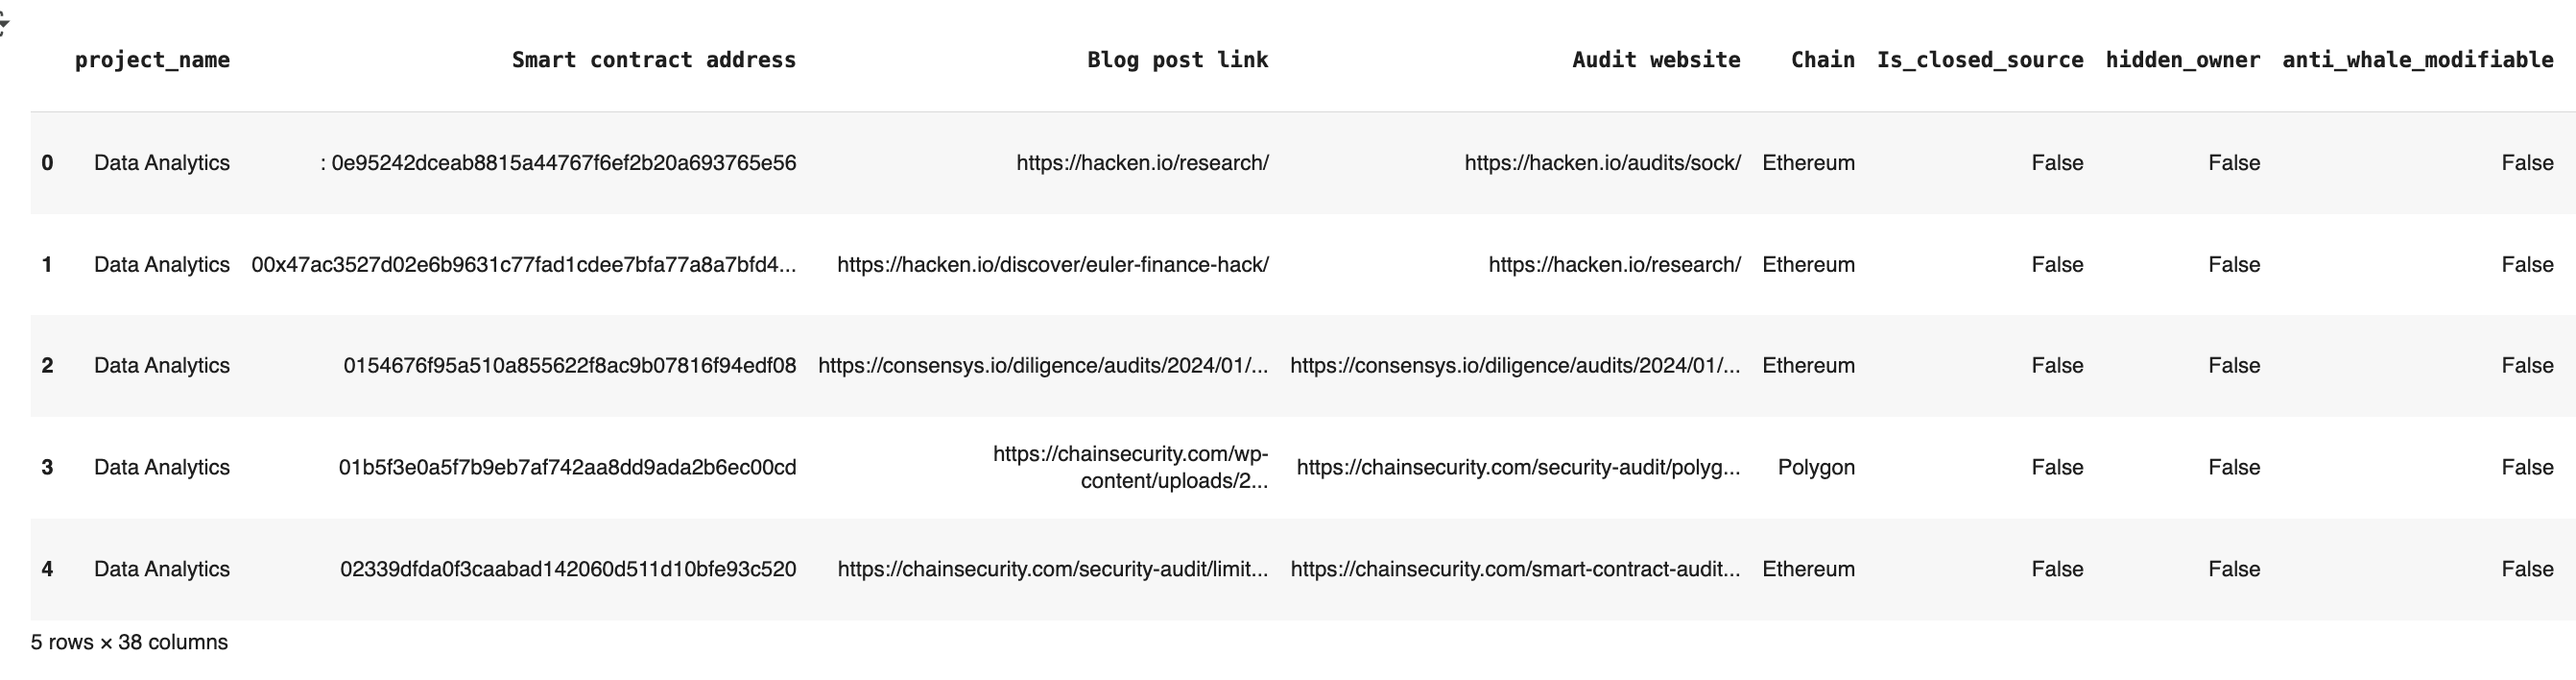 project_name Smart contract address Blog post link Audit website Chain Is_closed_source hidden_owner anti_whale_modifiable
0 Data Analytics : 0e95242dceab8815a44767f6ef2b20a693765e56 https://hacken.io/research/ https://hacken.io/audits/sock/ Ethereum False False False
1 Data Analytics 00x47ac3527d02e6b9631c77fad1cdee7bfa77a8a7bfd4... https://hacken.io/discover/euler-finance-hack/ https://hacken.io/research/ Ethereum False False False
2 Data Analytics 0154676f95a510a855622f8ac9b07816f94edf08 https://consensys.io/diligence/audits/2024/01/... https://consensys.io/diligence/audits/2024/01/... Ethereum False False False
3 Data Analytics 01b5f3e0a5f7b9eb7af742aa8dd9ada2b6ec00cd https://chainsecurity.com/wp-
content/uploads/2... https://chainsecurity.com/security-audit/polyg... Polygon False False False
4 Data Analytics 02339dfda0f3caabad142060d511d10bfe93c520 https://chainsecurity.com/security-audit/limit... https://chainsecurity.com/smart-contract-audit... Ethereum False False False
5 rows × 38 columns